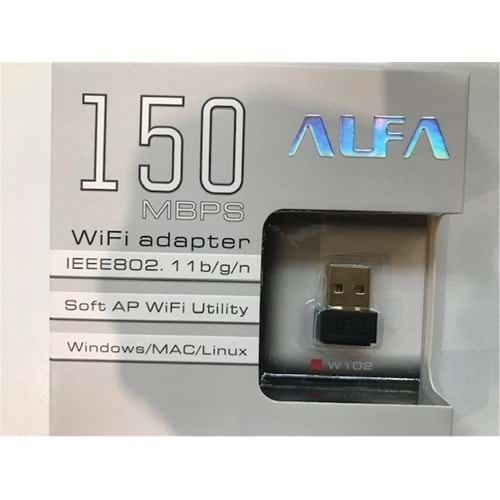 150
MBPS
WiFi adapter
IEEE802. 11b/g/n
Soft AP WiFi Utility
Windows/MAC/Linux
ALFA
W102